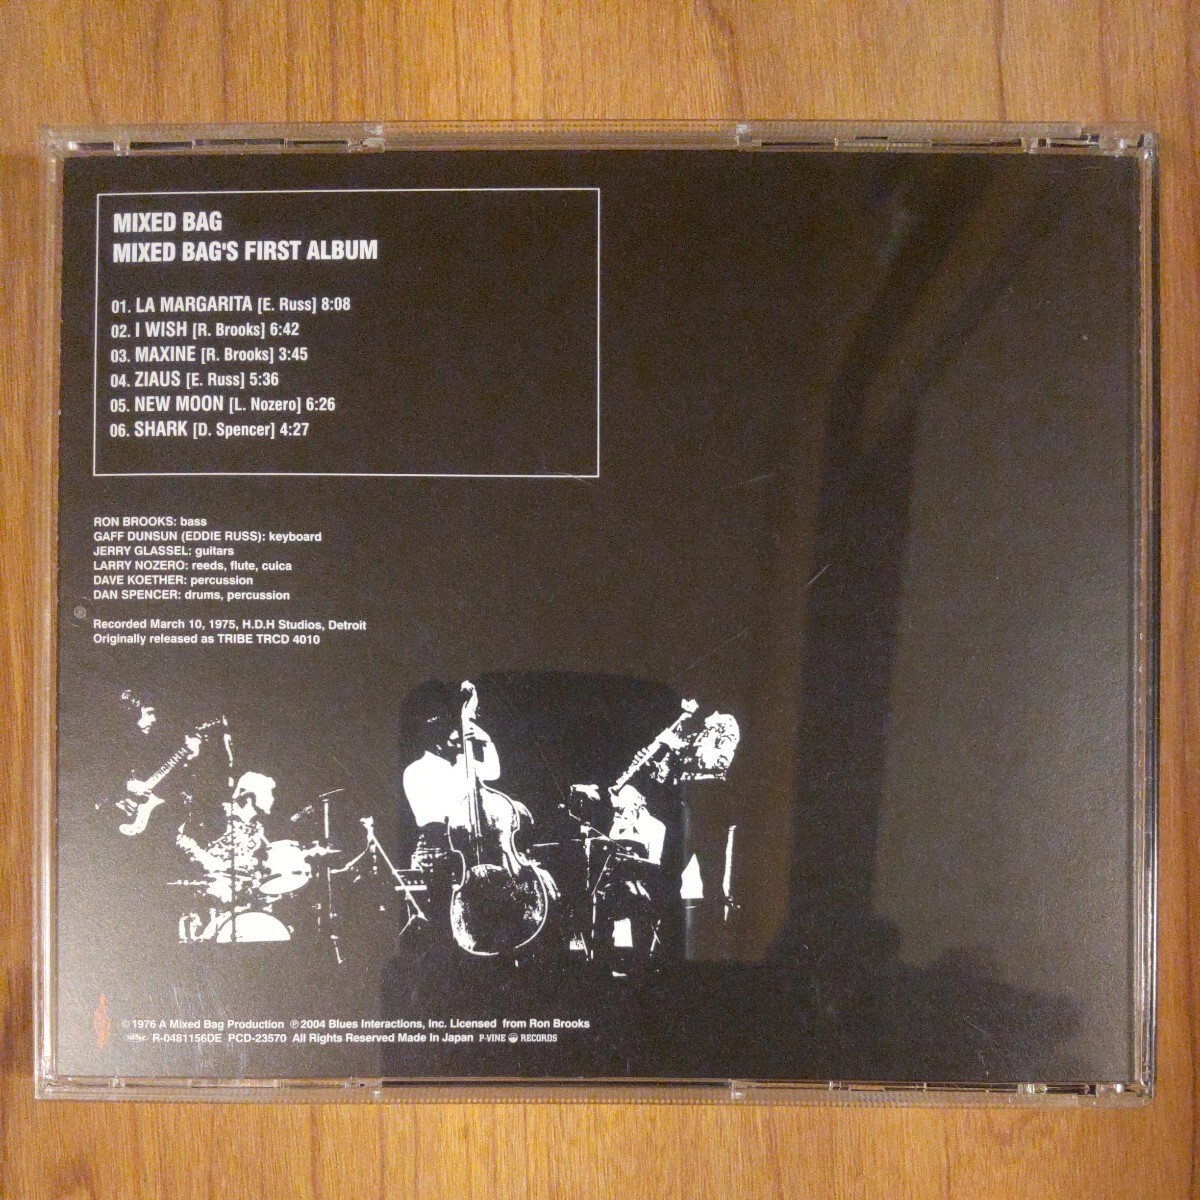 MIXED BAG
MIXED BAG'S FIRST ALBUM
01. LA MARGARITA [E. Russ] 8:08
02. I WISH [R. Brooks] 6:42
03. MAXINE [R. Brooks] 3:45
04. ZIAUS [E. Russ] 5:36
05. NEW MOON [L. Nozero] 6:26
06. SHARK [D. Spencer] 4:27
RON BROOKS: bass
GAFF DUNSUN (EDDIE RUSS): keyboard
JERRY GLASSEL: guitars
LARRY NOZERO: reeds, flute, cuica
DAVE KOETHER: percussion
DAN SPENCER: drums, percussion
Recorded March 10, 1975, H.D.H Studios, Detroit
Originally released as TRIBE TRCD 4010
©1976 A Mixed Bag Production ℗2004 Blues Interactions, Inc. Licensed from Ron Brooks
R-0481156DE PCD-23570 All Rights Reserved Made In Japan P-VINE RECORDS